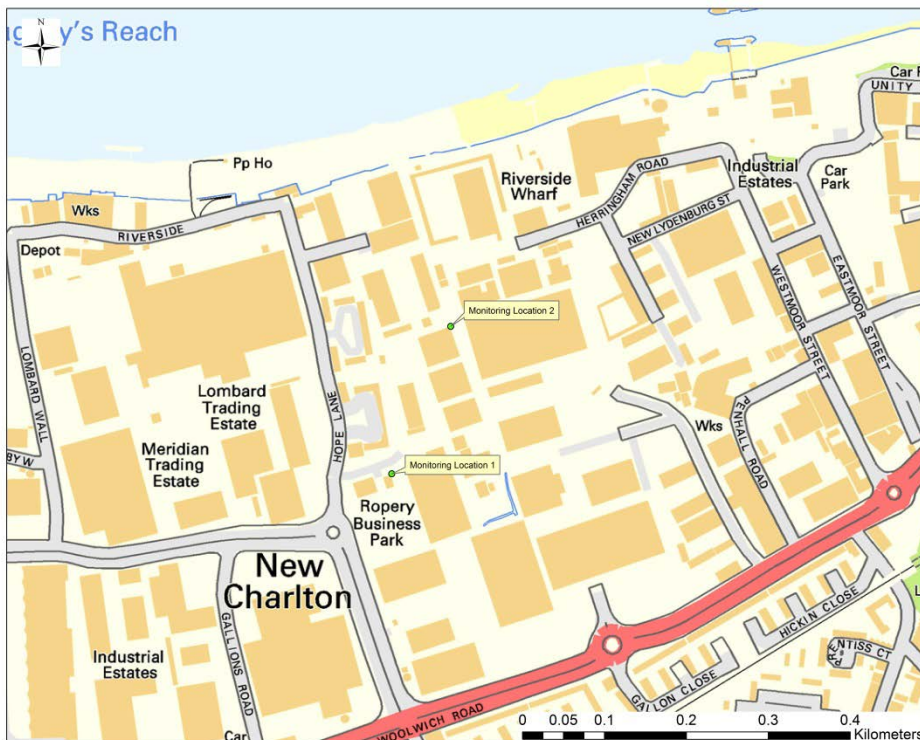 N
y's Reach
Car
UNITY
Pp Ho
Riverside
Wharf
HERRINGHAM ROAD
Industrial
Estates
Car
Park
Wks
RIVERSIDE
NEW LYDENBURG ST
Depot
WESTMOOR STREET
EASTMOOR STREET
Monitoring Location 2
LOMBARD WALL
HOPE LANE
Lombard
Trading
Estate
Meridian
Trading
Estate
PENHALL ROAD
Wks
BY W
Monitoring Location 1
Ropery
Business
Park
New
Charlton
GALLIONS ROAD
Industrial
Estates
HICKIN CLOSE
PRENTISS CT
GALLON CLOSE
WOOLWICH ROAD
Car
0 0.05 0.1 0.2 0.3 0.4
Kilometers